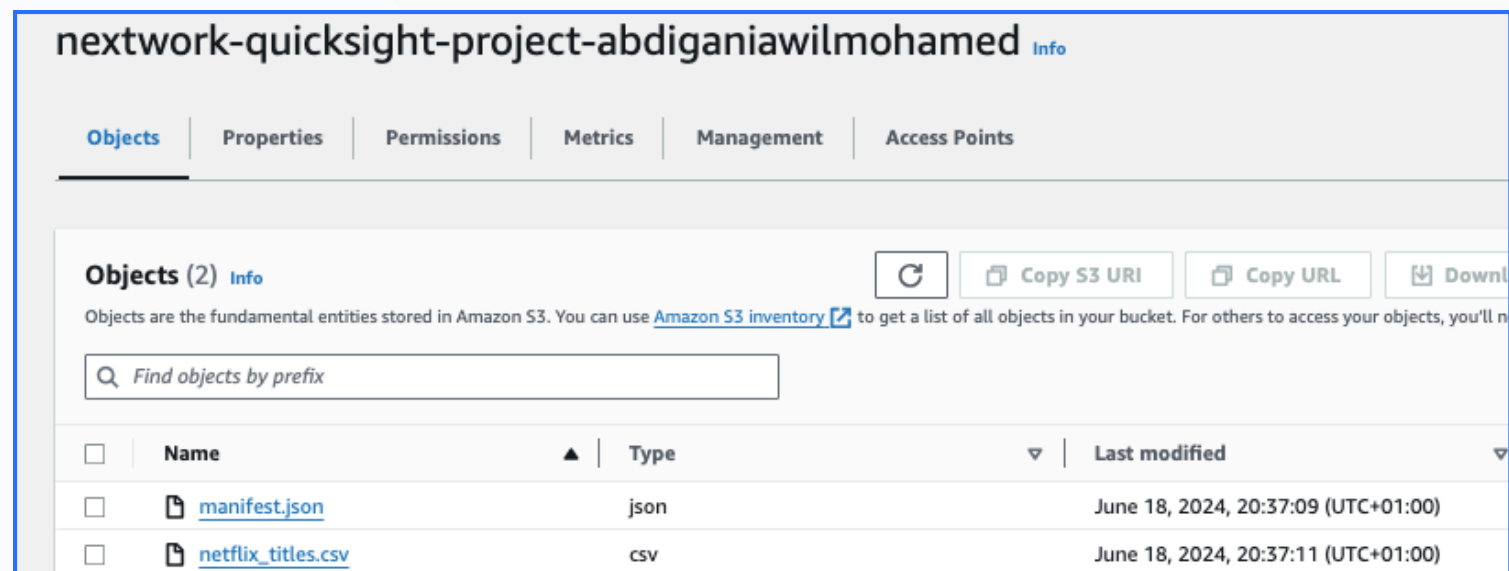 nextwork-quicksight-project-abdiganiawilmohamed Info
Objects Properties Permissions Metrics Management Access Points
Objects (2) Info
Copy S3 URI Copy URL Downl
Objects are the fundamental entities stored in Amazon S3. You can use Amazon S3 inventory to get a list of all objects in your bucket. For others to access your objects, you'll n
Find objects by prefix
Name Type Last modified
manifest.json json June 18, 2024, 20:37:09 (UTC+01:00)
netflix_titles.csv csv June 18, 2024, 20:37:11 (UTC+01:00)